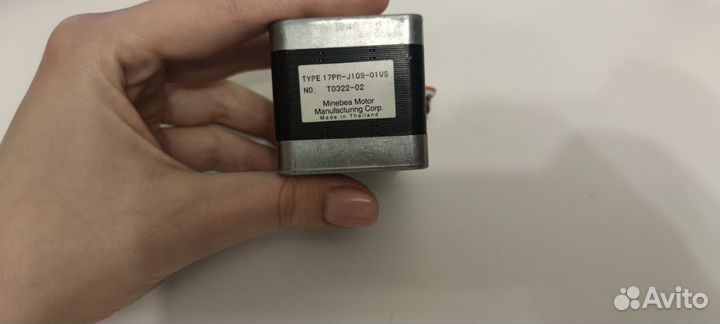 TYPE 17PM-J109-01VS
NO. T0322-02
Minebea Motor
Manufacturing Corp.
Made in Thailand
Avito